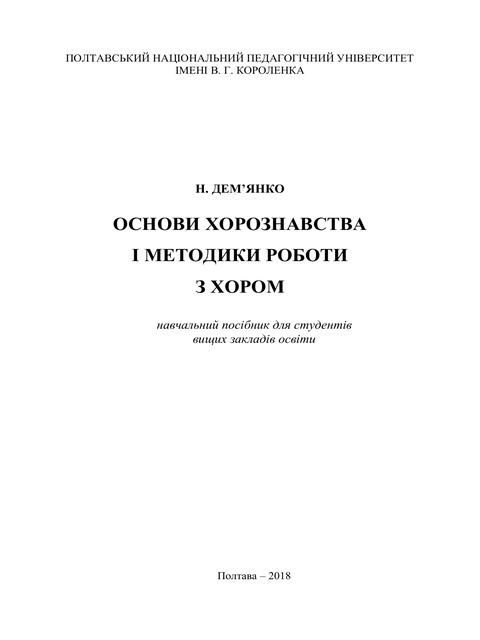 ПОЛТАВСЬКИЙ НАЦІОНАЛЬНИЙ ПЕДАГОГІЧНИЙ УНІВЕРСИТЕТ
ІМЕНІ В. Г. КОРОЛЕНКА
Н. ДЕМ’ЯНКО
ОСНОВИ ХОРОЗНАВСТВА
І МЕТОДИКИ РОБОТИ
З ХОРОМ
навчальний посібник для студентів
вищих закладів освіти
Полтава – 2018